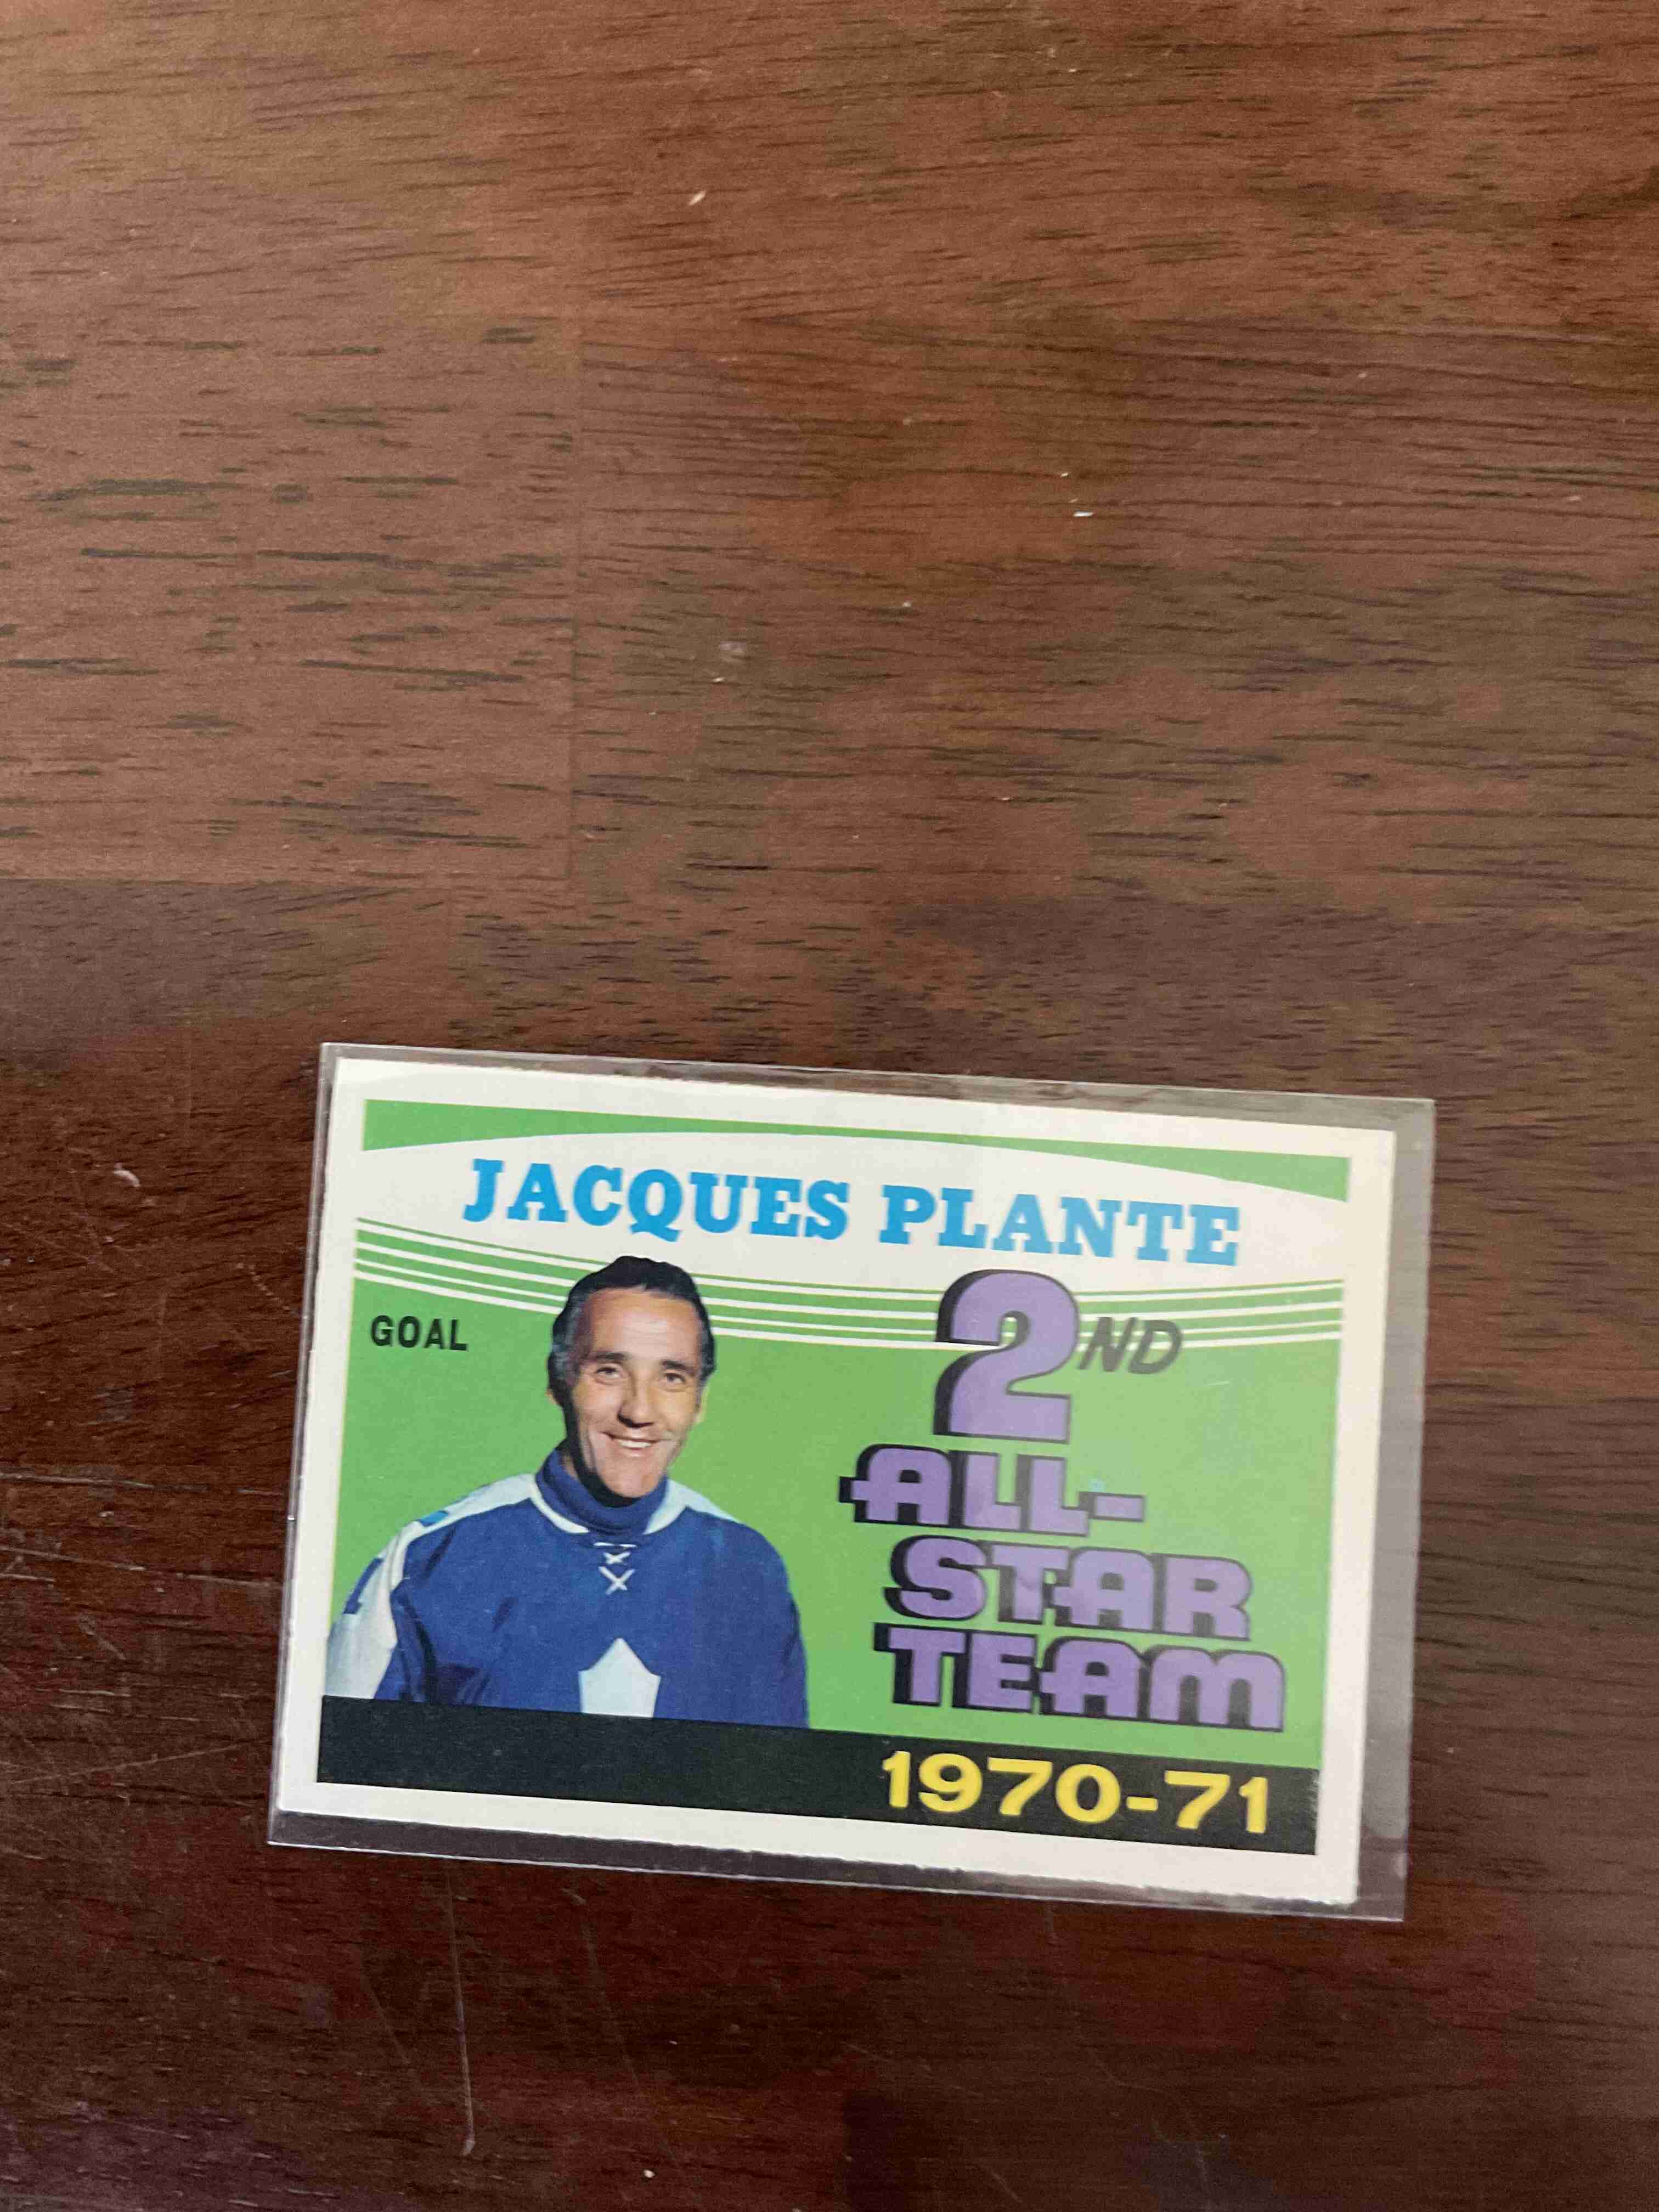 JACQUES PLANTE
GOAL
2ND
ALL-
STAR
TEAM
1970-71